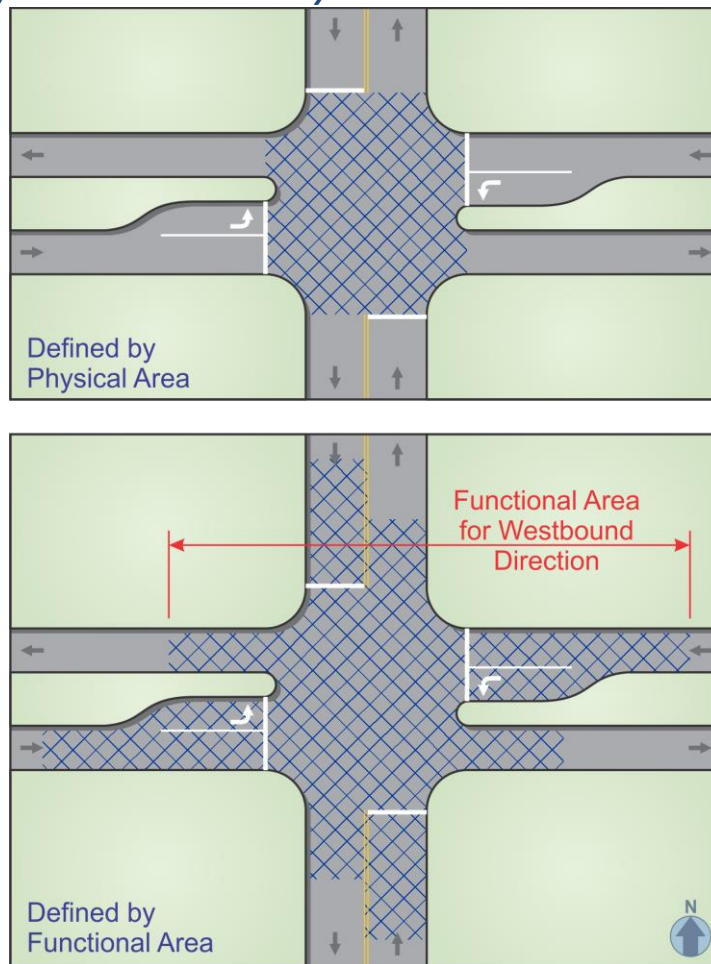 Defined by
Physical Area
Functional Area
for Westbound
Direction
Defined by
Functional Area
N